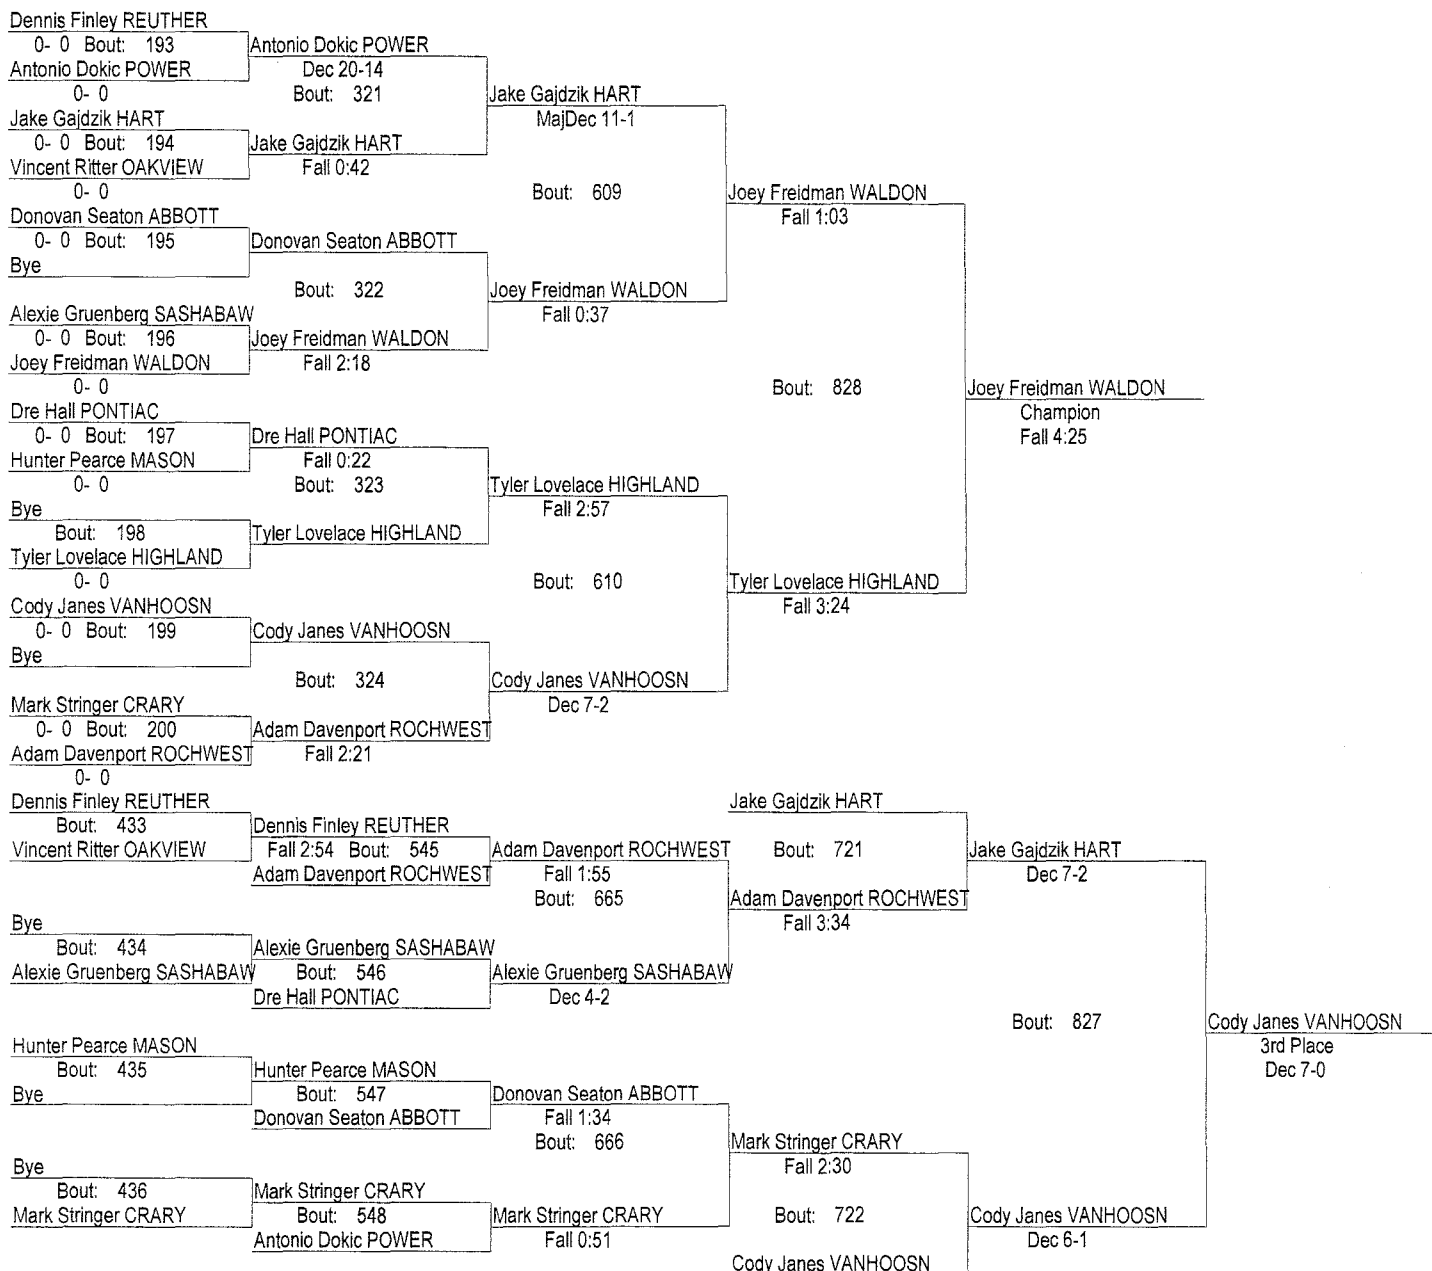 Dennis Finley REUTHER
0- 0 Bout: 193
Antonio Dokic POWER
0- 0
Antonio Dokic POWER
Dec 20-14
Bout: 321
Jake Gajdzik HART
0- 0 Bout: 194
Vincent Ritter OAKVIEW
0- 0
Jake Gajdzik HART
Fall 0:42
Jake Gajdzik HART
MajDec 11-1
Bout: 609
Donovan Seaton ABBOTT
0- 0 Bout: 195
Bye
Donovan Seaton ABBOTT
Bout: 322
Alexie Gruenberg SASHABAW
0- 0 Bout: 196
Joey Freidman WALDON
0- 0
Joey Freidman WALDON
Fall 2:18
Joey Freidman WALDON
Fall 0:37
Joey Freidman WALDON
Fall 1:03
Bout: 828
Dre Hall PONTIAC
0- 0 Bout: 197
Hunter Pearce MASON
0- 0
Dre Hall PONTIAC
Fall 0:22
Bout: 323
Bye
Bout: 198
Tyler Lovelace HIGHLAND
0- 0
Tyler Lovelace HIGHLAND
Tyler Lovelace HIGHLAND
Fall 2:57
Bout: 610
Cody Janes VANHOOSN
0- 0 Bout: 199
Bye
Cody Janes VANHOOSN
Bout: 324
Mark Stringer CRARY
0- 0 Bout: 200
Adam Davenport ROCHWEST
0- 0
Adam Davenport ROCHWEST
Fall 2:21
Cody Janes VANHOOSN
Dec 7-2
Tyler Lovelace HIGHLAND
Fall 3:24
Joey Freidman WALDON
Champion
Fall 4:25
Dennis Finley REUTHER
Bout: 433
Vincent Ritter OAKVIEW
Dennis Finley REUTHER
Fall 2:54 Bout: 545
Adam Davenport ROCHWEST
Adam Davenport ROCHWEST
Fall 1:55
Bout: 665
Bye
Bout: 434
Alexie Gruenberg SASHABAW
Alexie Gruenberg SASHABAW
Bout: 546
Dre Hall PONTIAC
Alexie Gruenberg SASHABAW
Dec 4-2
Jake Gajdzik HART
Bout: 721
Adam Davenport ROCHWEST
Fall 3:34
Jake Gajdzik HART
Dec 7-2
Bout: 827
Hunter Pearce MASON
Bout: 435
Bye
Hunter Pearce MASON
Bout: 547
Donovan Seaton ABBOTT
Donovan Seaton ABBOTT
Fall 1:34
Bout: 666
Bye
Bout: 436
Mark Stringer CRARY
Mark Stringer CRARY
Bout: 548
Antonio Dokic POWER
Mark Stringer CRARY
Fall 0:51
Mark Stringer CRARY
Fall 2:30
Bout: 722
Cody Janes VANHOOSN
Cody Janes VANHOOSN
Dec 6-1
Cody Janes VANHOOSN
3rd Place
Dec 7-0